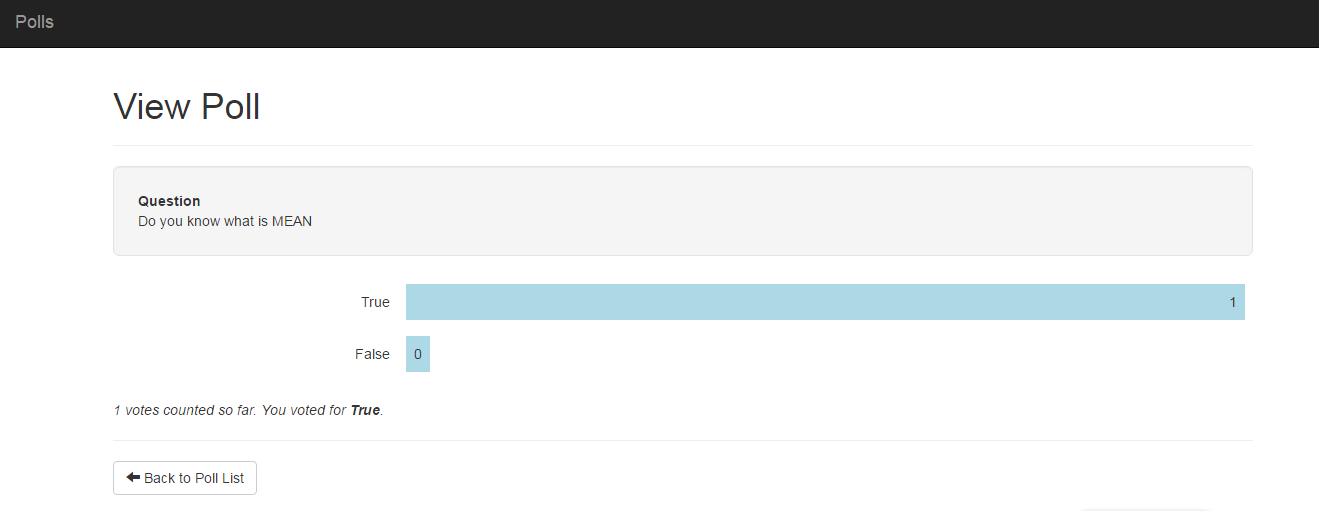 Polls
View Poll
Question
Do you know what is MEAN
True 1
False 0
1 votes counted so far. You voted for True.
Back to Poll List